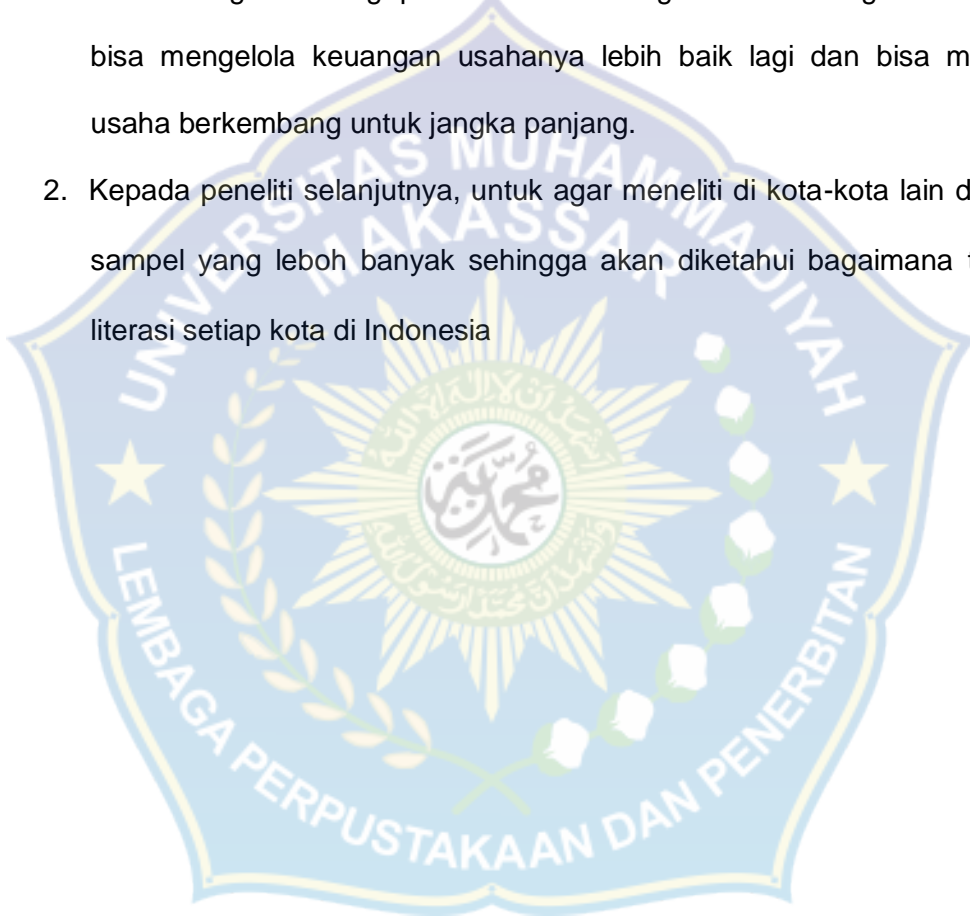 bisa mengelola keuangan usahanya lebih baik lagi dan bisa
usaha berkembang untuk jangka panjang.
2. Kepada peneliti selanjutnya, untuk agar meneliti di kota-kota lain
sampel yang leboh banyak sehingga akan diketahui bagaimana
literasi setiap kota di Indonesia
UNIVERSITAS MUHAMMADIYAH
MAKASSAR
LEMBAGA PERPUSTAKAAN DAN PENERBITAN